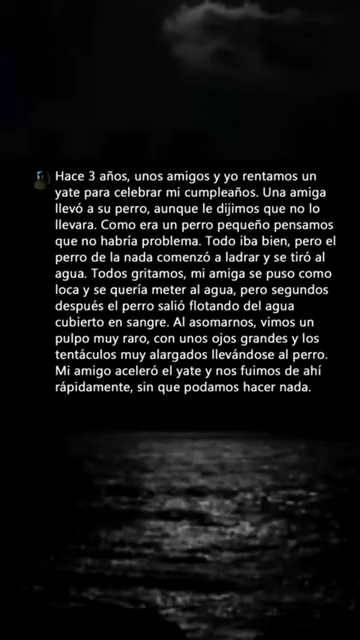 Hace 3 años, unos amigos y yo rentamos un
yate para celebrar mi cumpleaños. Una amiga
llevó a su perro, aunque le dijimos que no lo
llevara. Como era un perro pequeño pensamos
que no habría problema. Todo iba bien, pero el
perro de la nada comenzó a ladrar y se tiró al
agua. Todos gritamos, mi amiga se puso como
loca y se quería meter al agua, pero segundos
después el perro salió flotando del agua
cubierto en sangre. Al asomarnos, vimos un
pulpo muy raro, con unos ojos grandes y los
tentáculos muy alargados llevándose al perro.
Mi amigo aceleró el yate y nos fuimos de ahí
rápidamente, sin que podamos hacer nada.